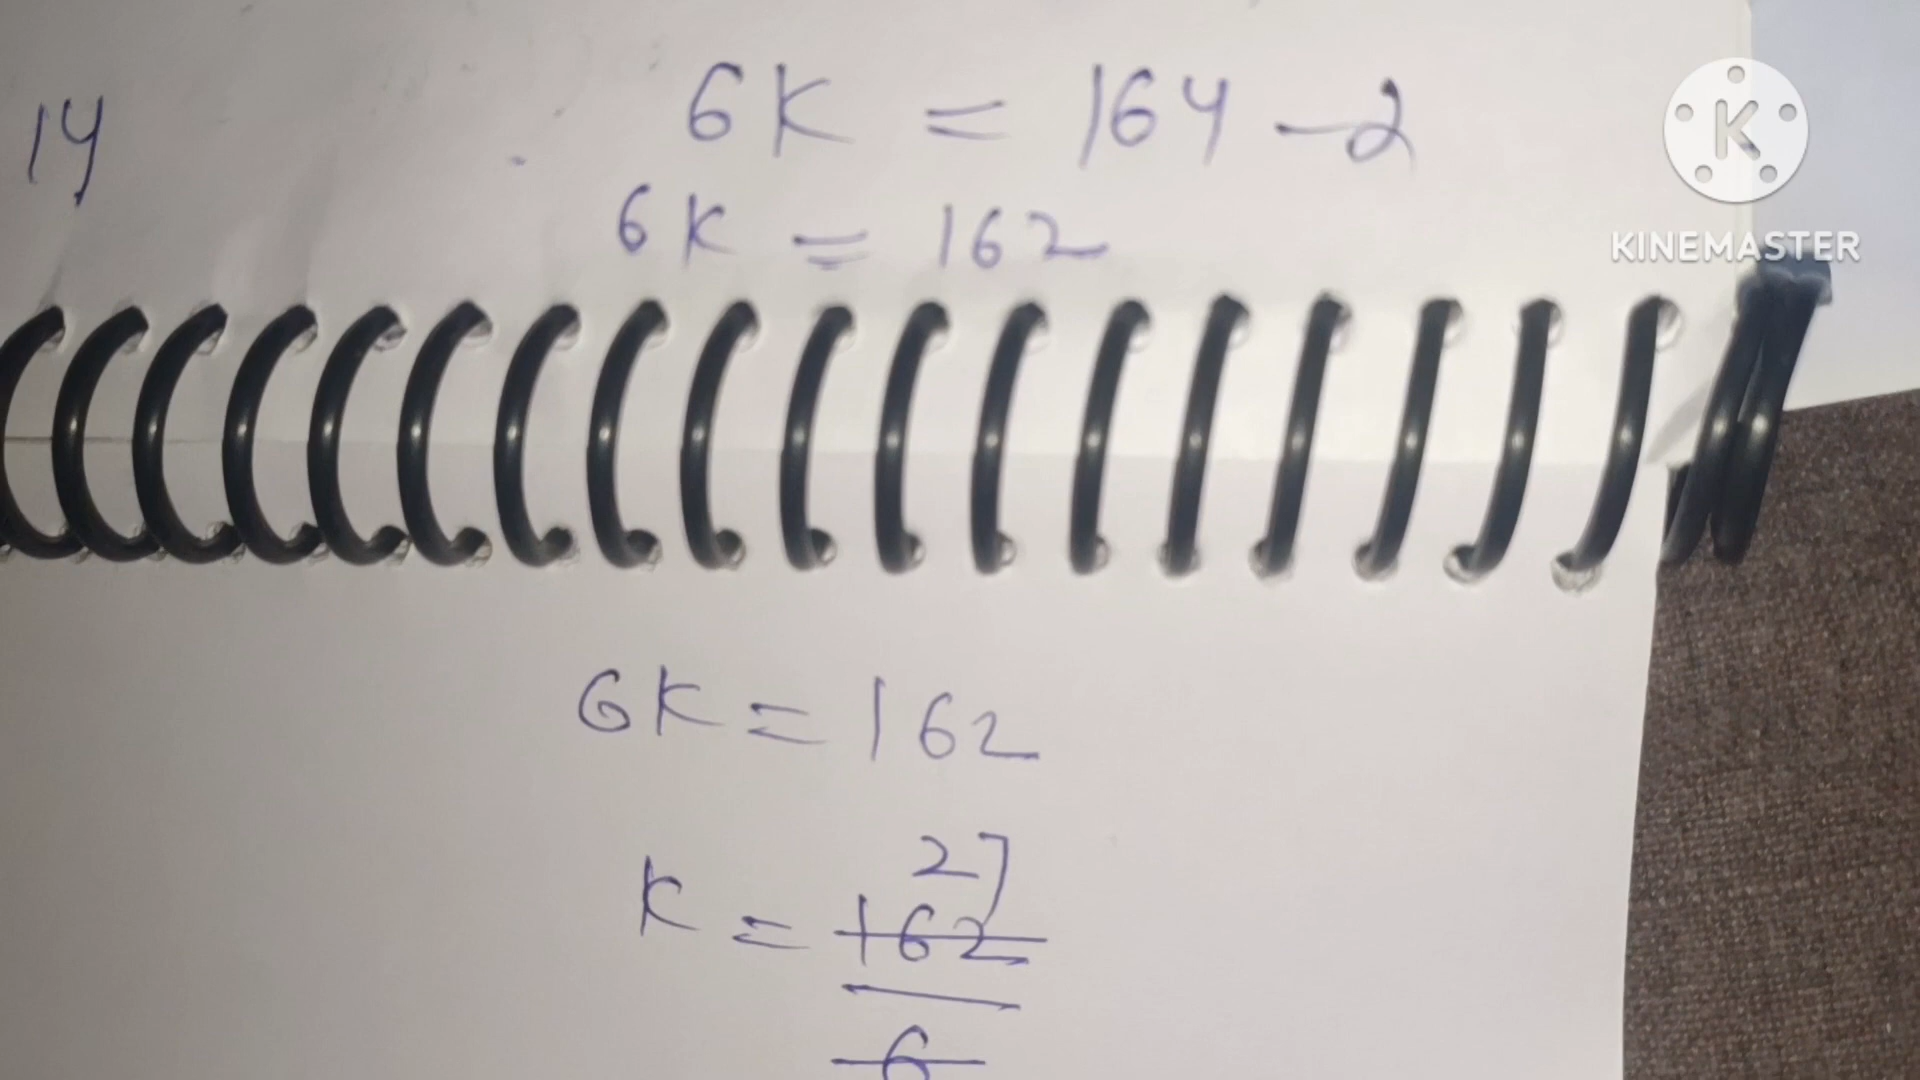 14
6K = 164 - 2
6K = 162
K
KINEMASTER
6K = 162
27
K = 162
6